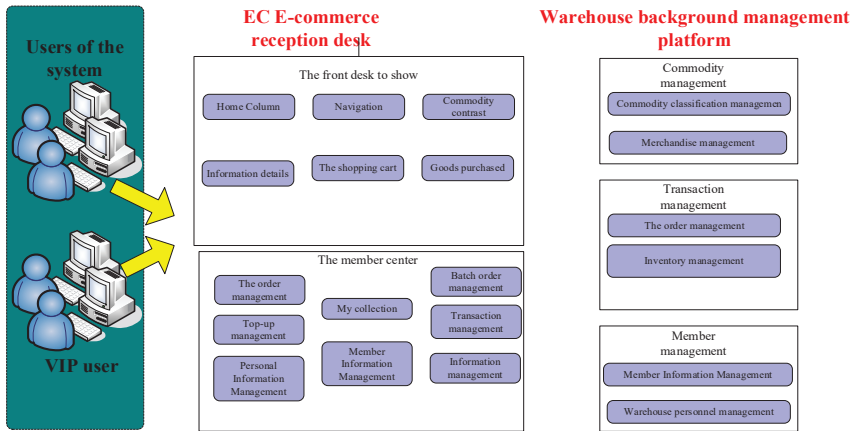 Users of the
system
VIP user
EC E-commerce
reception desk
The front desk to show
Home Column
Navigation
Commodity
contrast
Information details
The shopping cart
Goods purchased
The member center
The order
management
My collection
Batch order
management
Top-up
management
Transaction
management
Personal
Information
Management
Member
Information
Management
Information
management
Warehouse background management
platform
Commodity
management
Commodity classification managemen
Merchandise management
Transaction
management
The order management
Inventory management
Member
management
Member Information Management
Warehouse personnel management